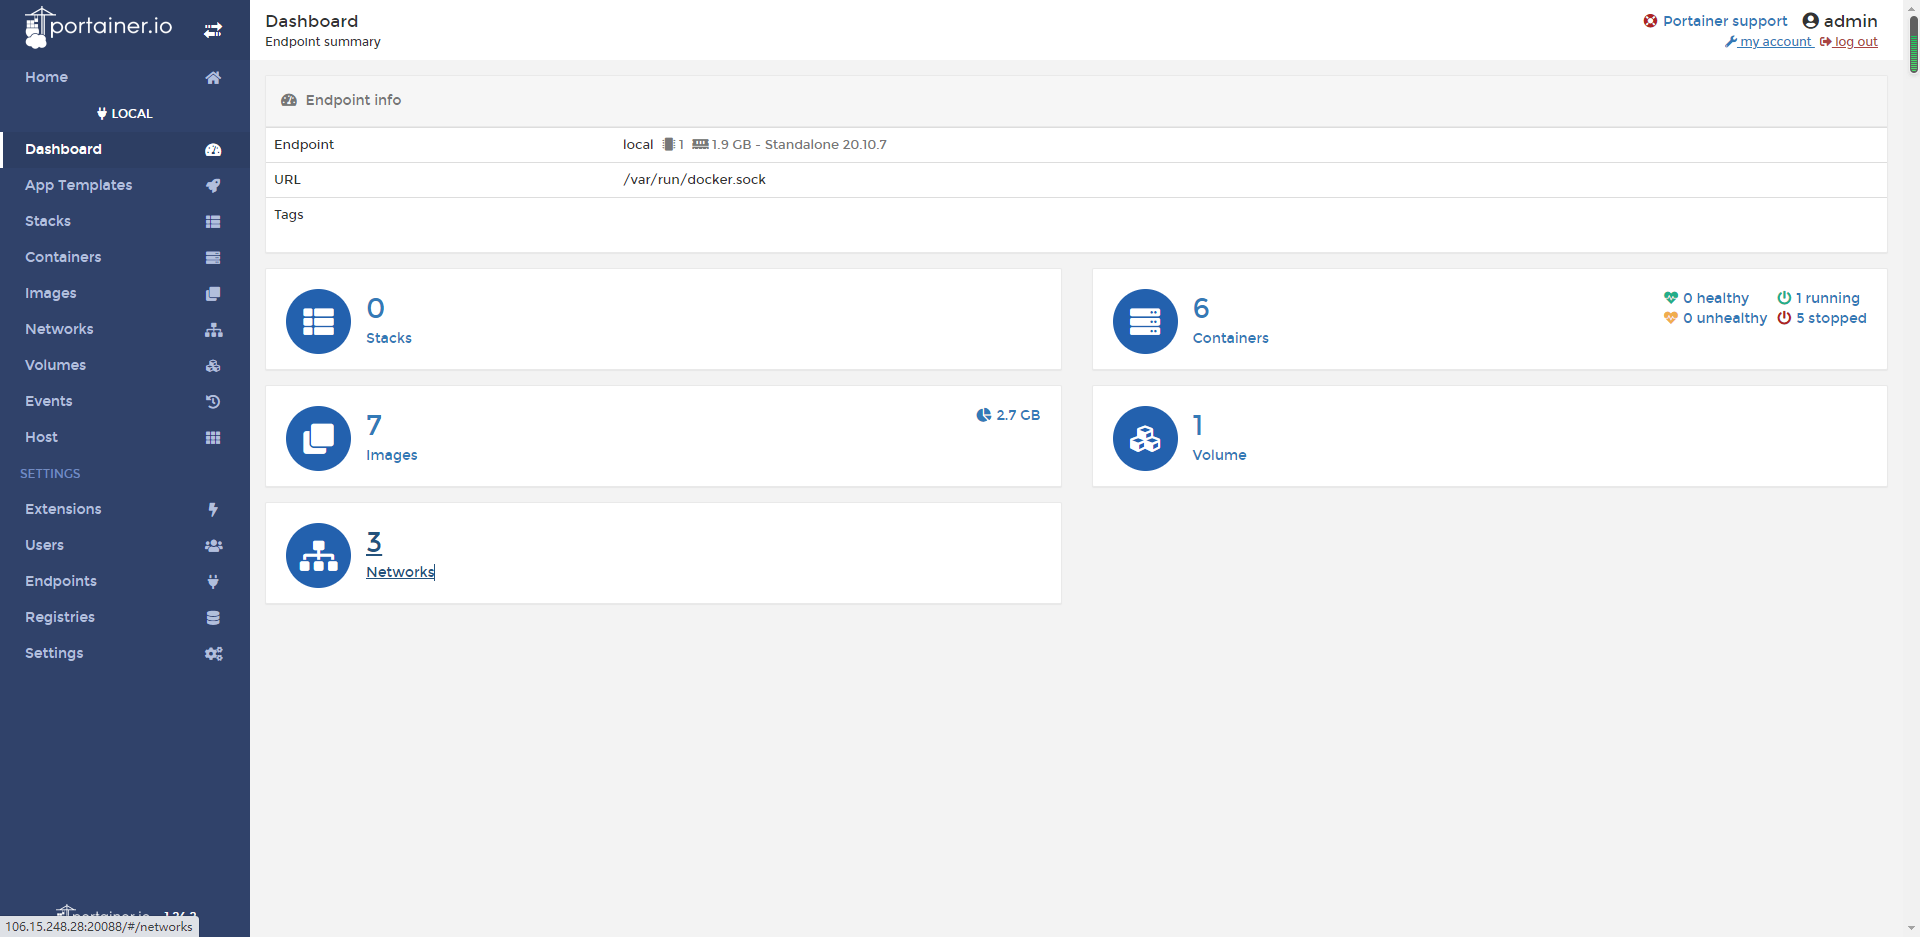 portainer.io
Home
LOCAL
Dashboard
App Templates
Stacks
Containers
Images
Networks
Volumes
Events
Host
SETTINGS
Extensions
Users
Endpoints
Registries
Settings
106.15.248.28:20088/#/networks
Dashboard
Endpoint summary
Portainer support admin
my account log out
Endpoint info
Endpoint local 1 1.9 GB - Standalone 20.10.7
URL /var/run/docker.sock
Tags
0
Stacks
6
Containers
0 healthy 1 running
0 unhealthy 5 stopped
7
Images
2.7 GB
1
Volume
3
Networks